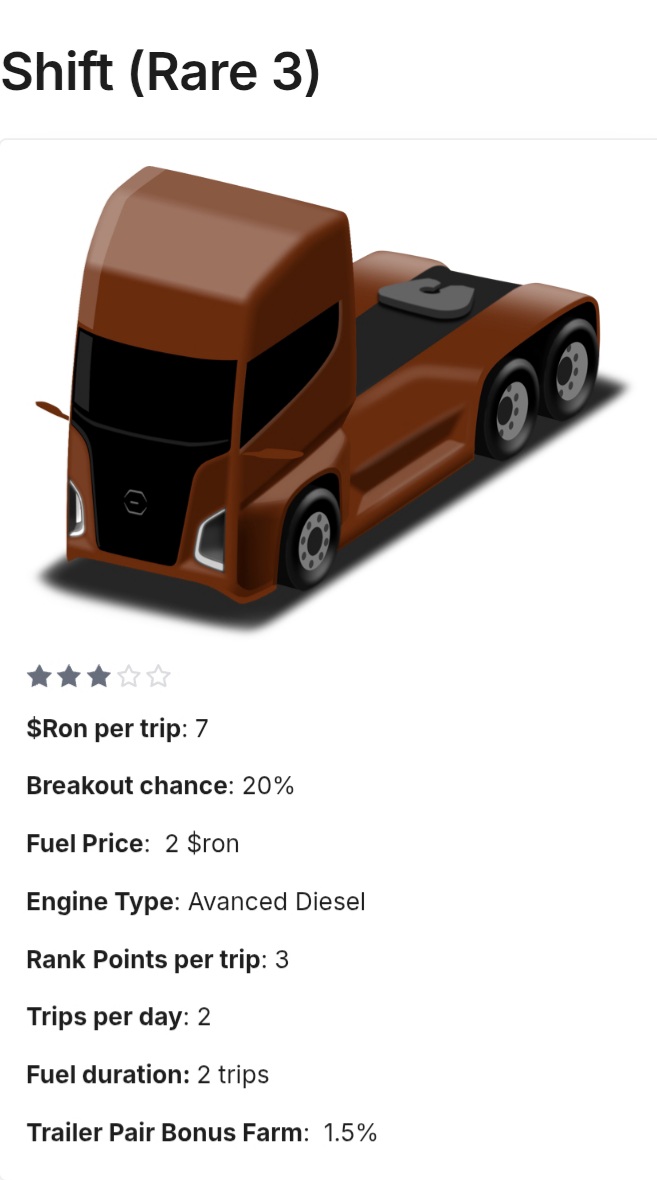 Shift (Rare 3)
$Ron per trip: 7
Breakout chance: 20%
Fuel Price:  2 $ron
Engine Type: Avanced Diesel
Rank Points per trip: 3
Trips per day: 2
Fuel duration: 2 trips
Trailer Pair Bonus Farm:  1.5%